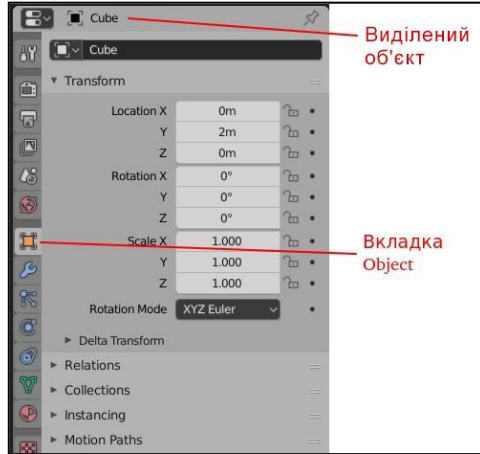 Cube
Виділений
об'єкт
Cube
Transform
Location X 0m
Y 2m
Z 0m
Rotation X 0°
Y 0°
Z 0°
Scale X 1.000
Y 1.000
Z 1.000
Вкладка
Object
Rotation Mode XYZ Euler
Delta Transform
Relations
Collections
Instancing
Motion Paths